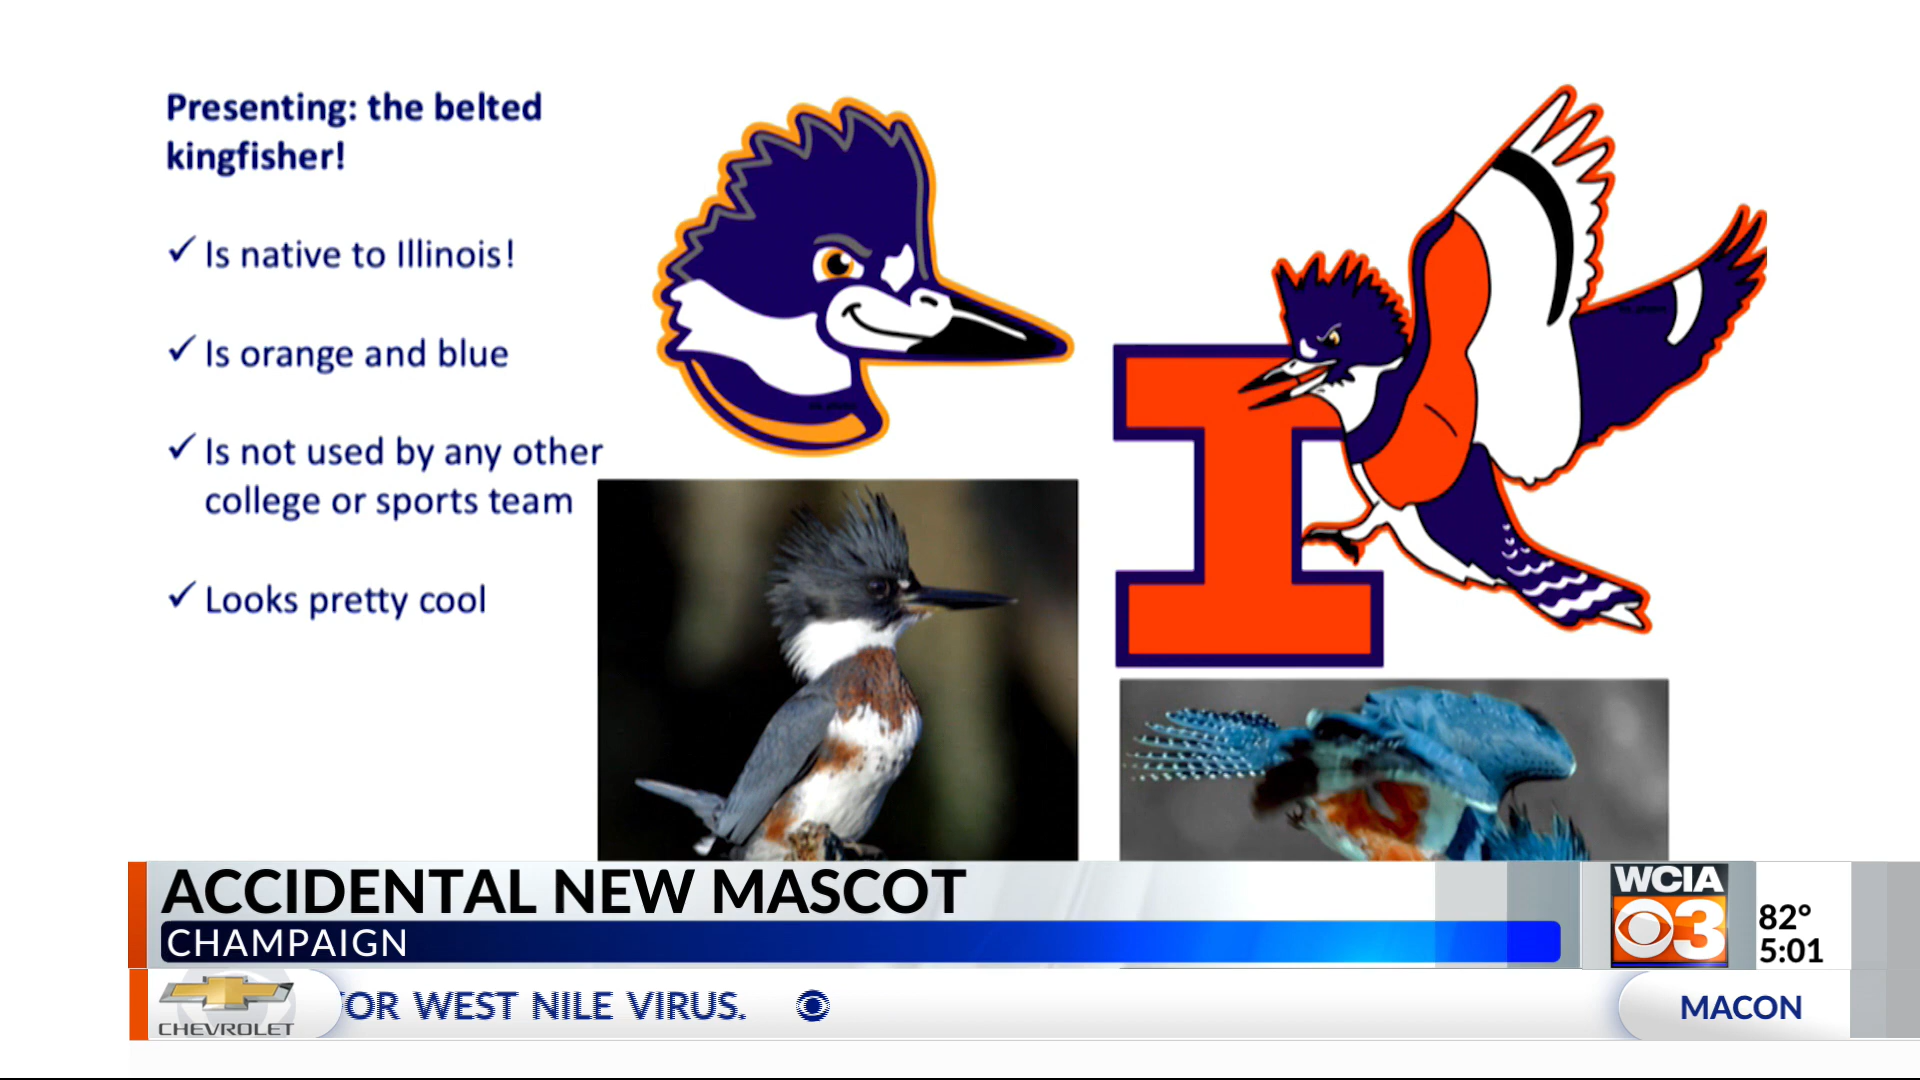 Presenting: the belted
kingfisher!
✓ Is native to Illinois!
✓ Is orange and blue
✓ Is not used by any other
college or sports team
✓ Looks pretty cool
I
ACCIDENTAL NEW MASCOT
CHAMPAIGN
WCIA
3
82°
5:01
CHEVROLET
OR WEST NILE VIRUS.
MACON